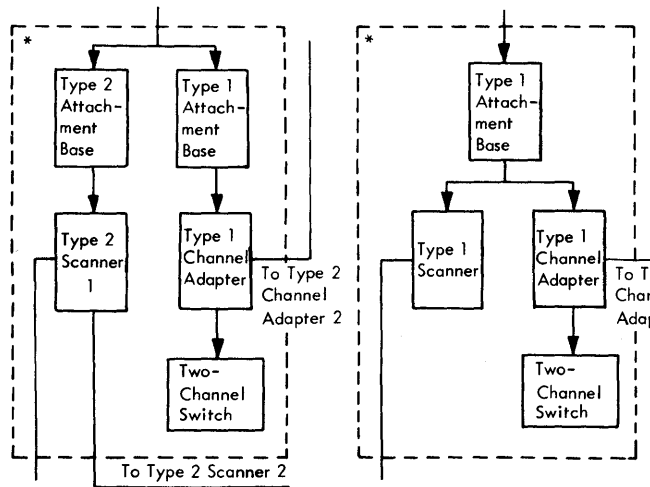 *
Type 2
Attach-
ment
Base
Type 1
Attach-
ment
Base
Type 2
Scanner
1
Type 1
Channel
Adapter
To Type 2
Channel
Adapter 2
Two-
Channel
Switch
To Type 2 Scanner 2
*
Type 1
Attach-
ment
Base
Type 1
Scanner
Type 1
Channel
Adapter
To T
Chan
Adap
Two-
Channel
Switch